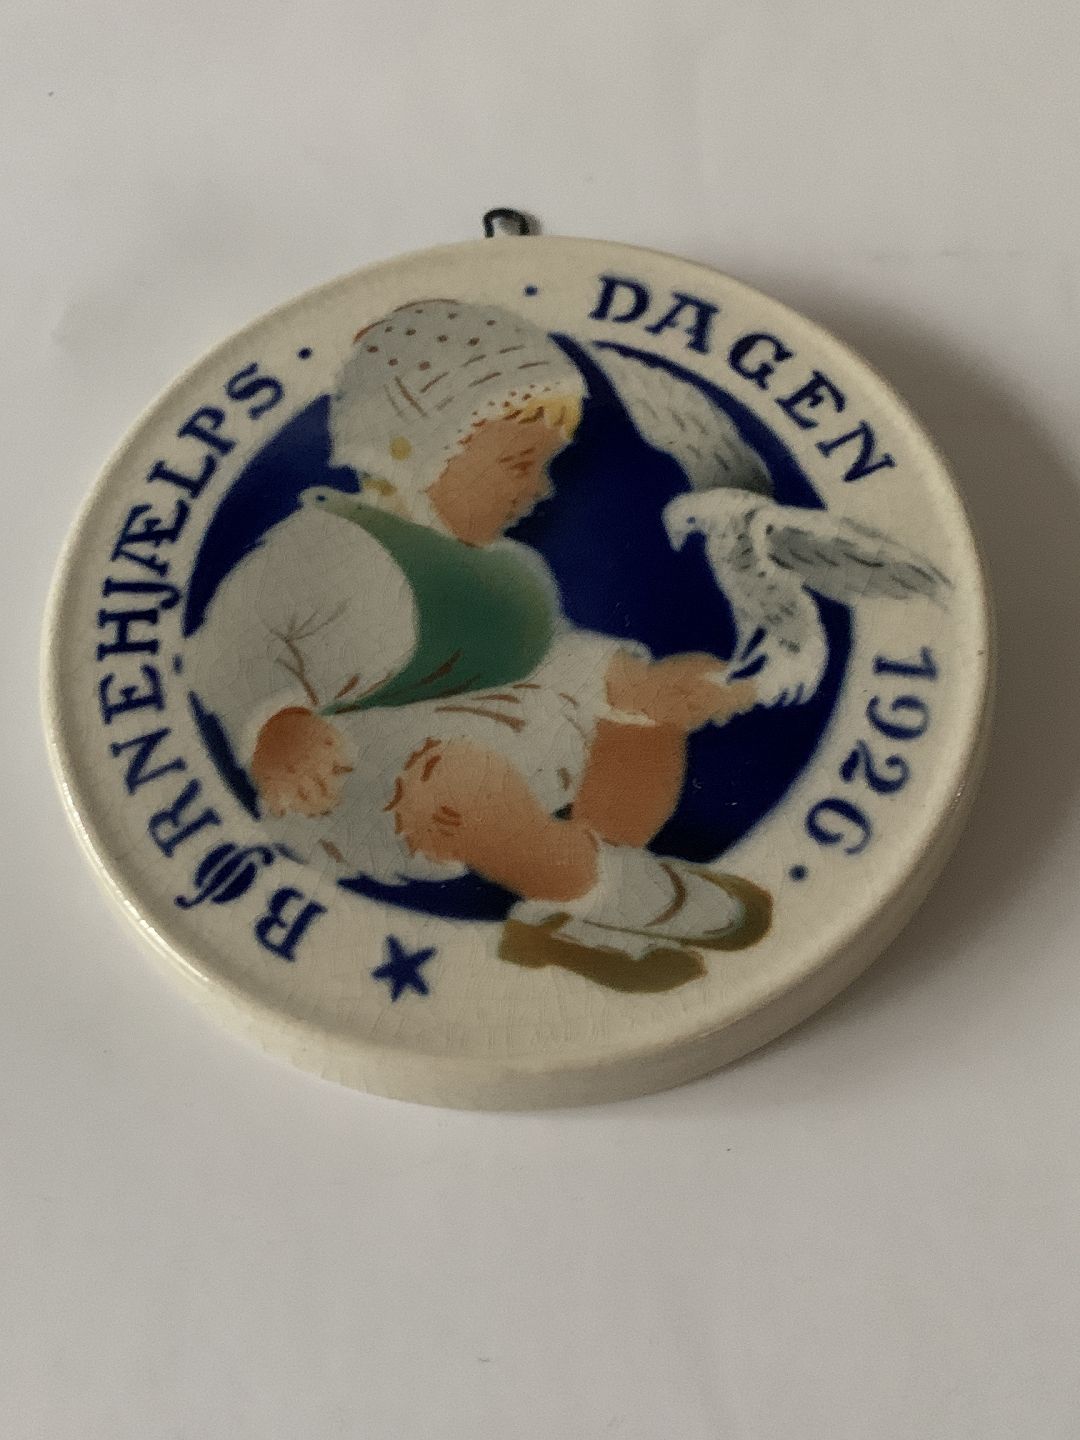 ★ BØRNEHJÆLPS · DAGEN 1926 ·